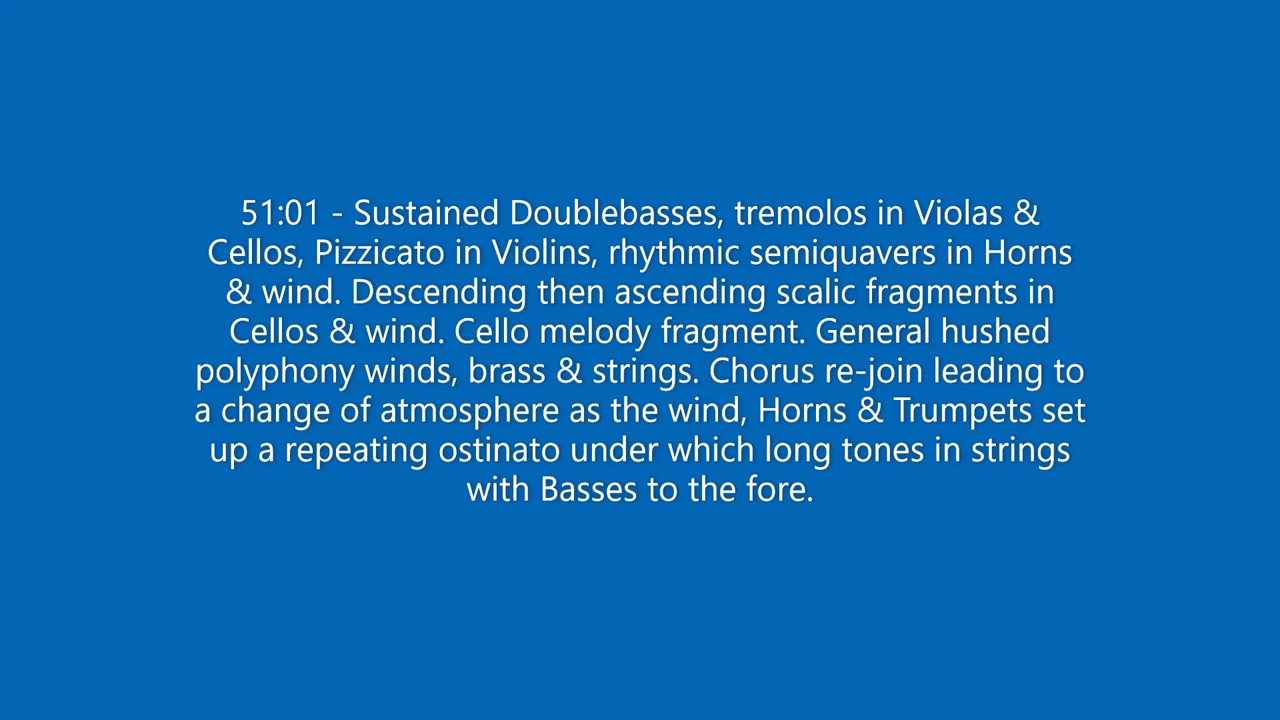 51:01 - Sustained Doublebasses, tremolos in Violas &
Cellos, Pizzicato in Violins, rhythmic semiquavers in Horns
& wind. Descending then ascending scalic fragments in
Cellos & wind. Cello melody fragment. General hushed
polyphony winds, brass & strings. Chorus re-join leading to
a change of atmosphere as the wind, Horns & Trumpets set
up a repeating ostinato under which long tones in strings
with Basses to the fore.